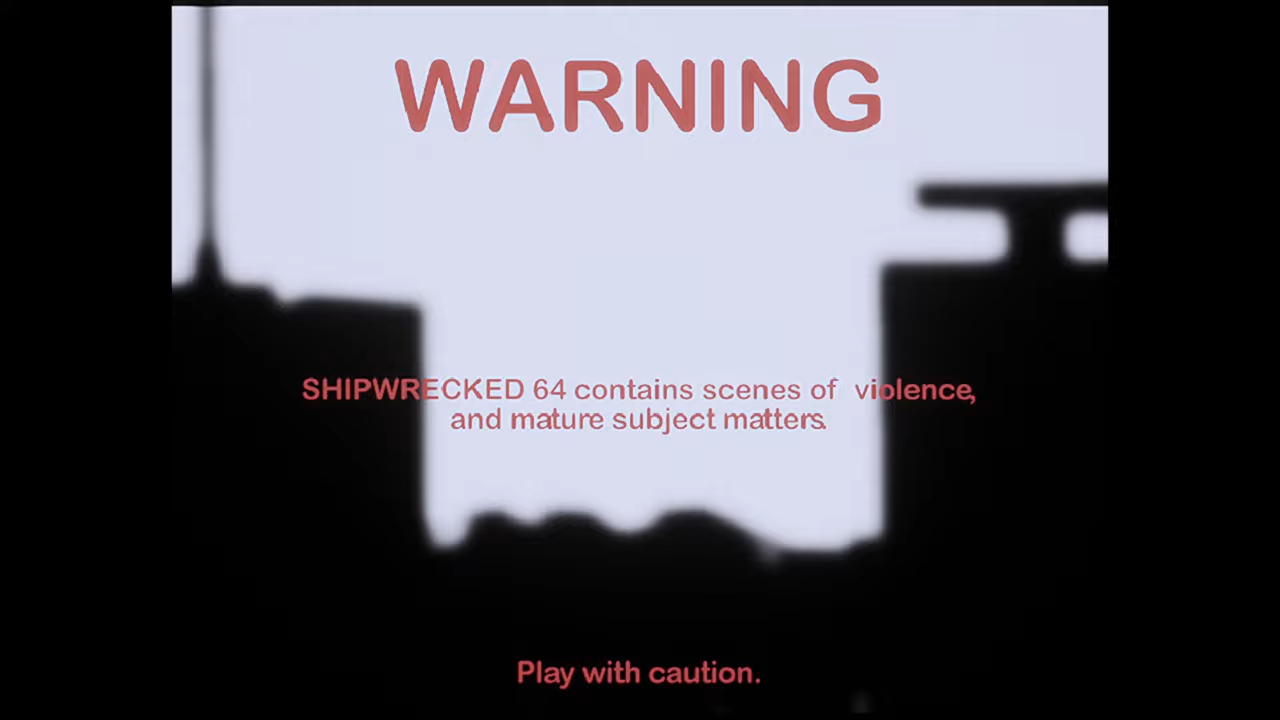 WARNING
SHIPWRECKED 64 contains scenes of violence,
and mature subject matters.
Play with caution.